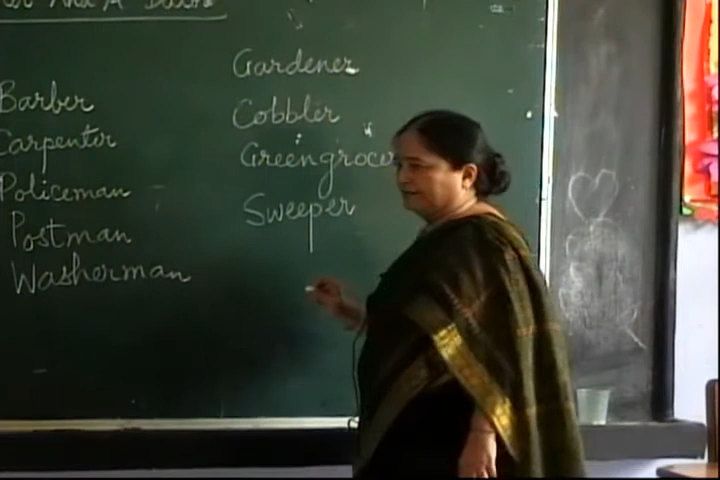 Barber
Carpenter
Policeman
Postman
Washerman
Gardener
Cobbler
Greengrocer
Sweeper